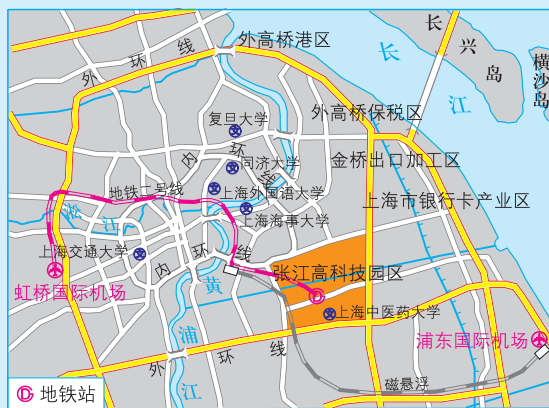 外高桥港区
长
兴
岛
横沙岛
长
江
外
环
线
复旦大学
外高桥保税区
内
环
线
同济大学
金桥出口加工区
地铁二号线
上海外国语大学
上海市银行卡产业区
淞
江
上海海事大学
上海交通大学
内
环
线
张江高科技园区
虹桥国际机场
黄
浦
江
上海中医药大学
浦东国际机场
外
环
线
磁悬浮
地铁站